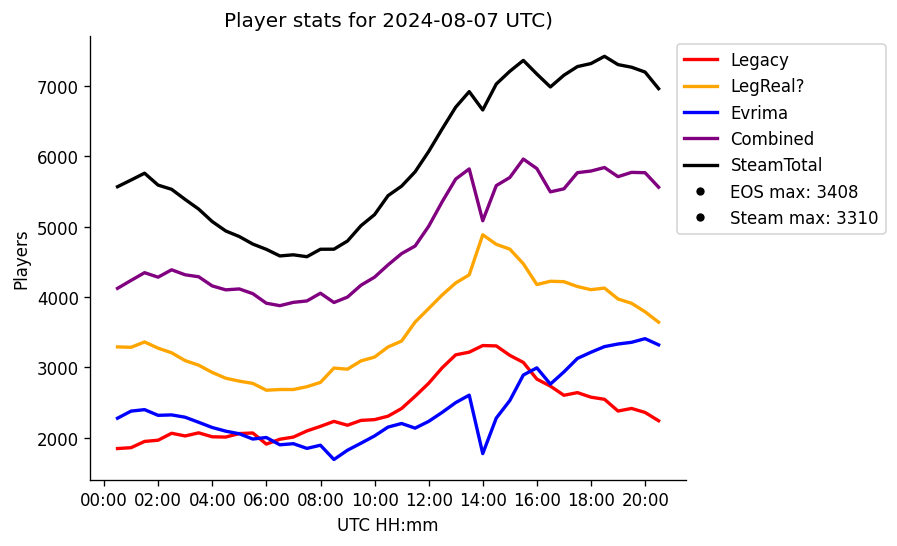 Player stats for 2024-08-07 UTC)
Legacy
LegReal?
Evrima
Combined
SteamTotal
EOS max: 3408
Steam max: 3310
Players
7000
6000
5000
4000
3000
2000
00:00 02:00 04:00 06:00 08:00 10:00 12:00 14:00 16:00 18:00 20:00
UTC HH:mm